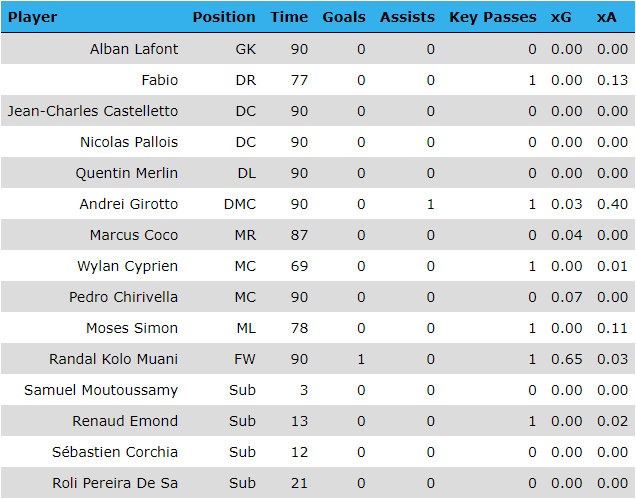 Player Position Time Goals Assists Key Passes xG xA
Alban Lafont GK 90 0 0 0 0.00 0.00
Fabio DR 77 0 0 1 0.00 0.13
Jean-Charles Castelletto DC 90 0 0 0 0.00 0.00
Nicolas Pallois DC 90 0 0 0 0.00 0.00
Quentin Merlin DL 90 0 0 0 0.00 0.00
Andrei Girotto DMC 90 0 1 1 0.03 0.40
Marcus Coco MR 87 0 0 0 0.04 0.00
Wylan Cyprien MC 69 0 0 1 0.00 0.01
Pedro Chirivella MC 90 0 0 0 0.07 0.00
Moses Simon ML 78 0 0 1 0.00 0.11
Randal Kolo Muani FW 90 1 0 1 0.65 0.03
Samuel Moutoussamy Sub 3 0 0 0 0.00 0.00
Renaud Emond Sub 13 0 0 1 0.00 0.02
Sébastien Corchia Sub 12 0 0 0 0.00 0.00
Roli Pereira De Sa Sub 21 0 0 0 0.00 0.00